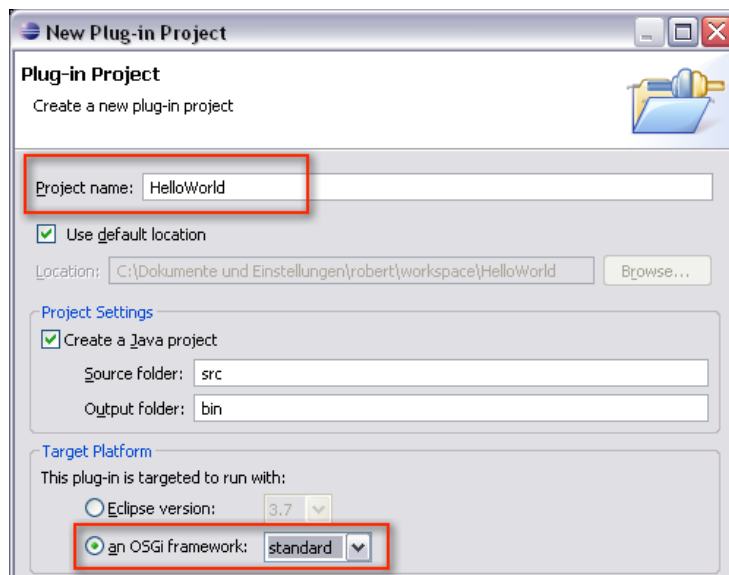 New Plug-in Project
Plug-in Project
Create a new plug-in project
Project name: HelloWorld
Use default location
Location: C:\Dokumente und Einstellungen\robert\workspace\HelloWorld Browse...
Project Settings
Create a Java project
Source folder: src
Output folder: bin
Target Platform
This plug-in is targeted to run with:
Eclipse version: 3.7
an OSGi framework: standard